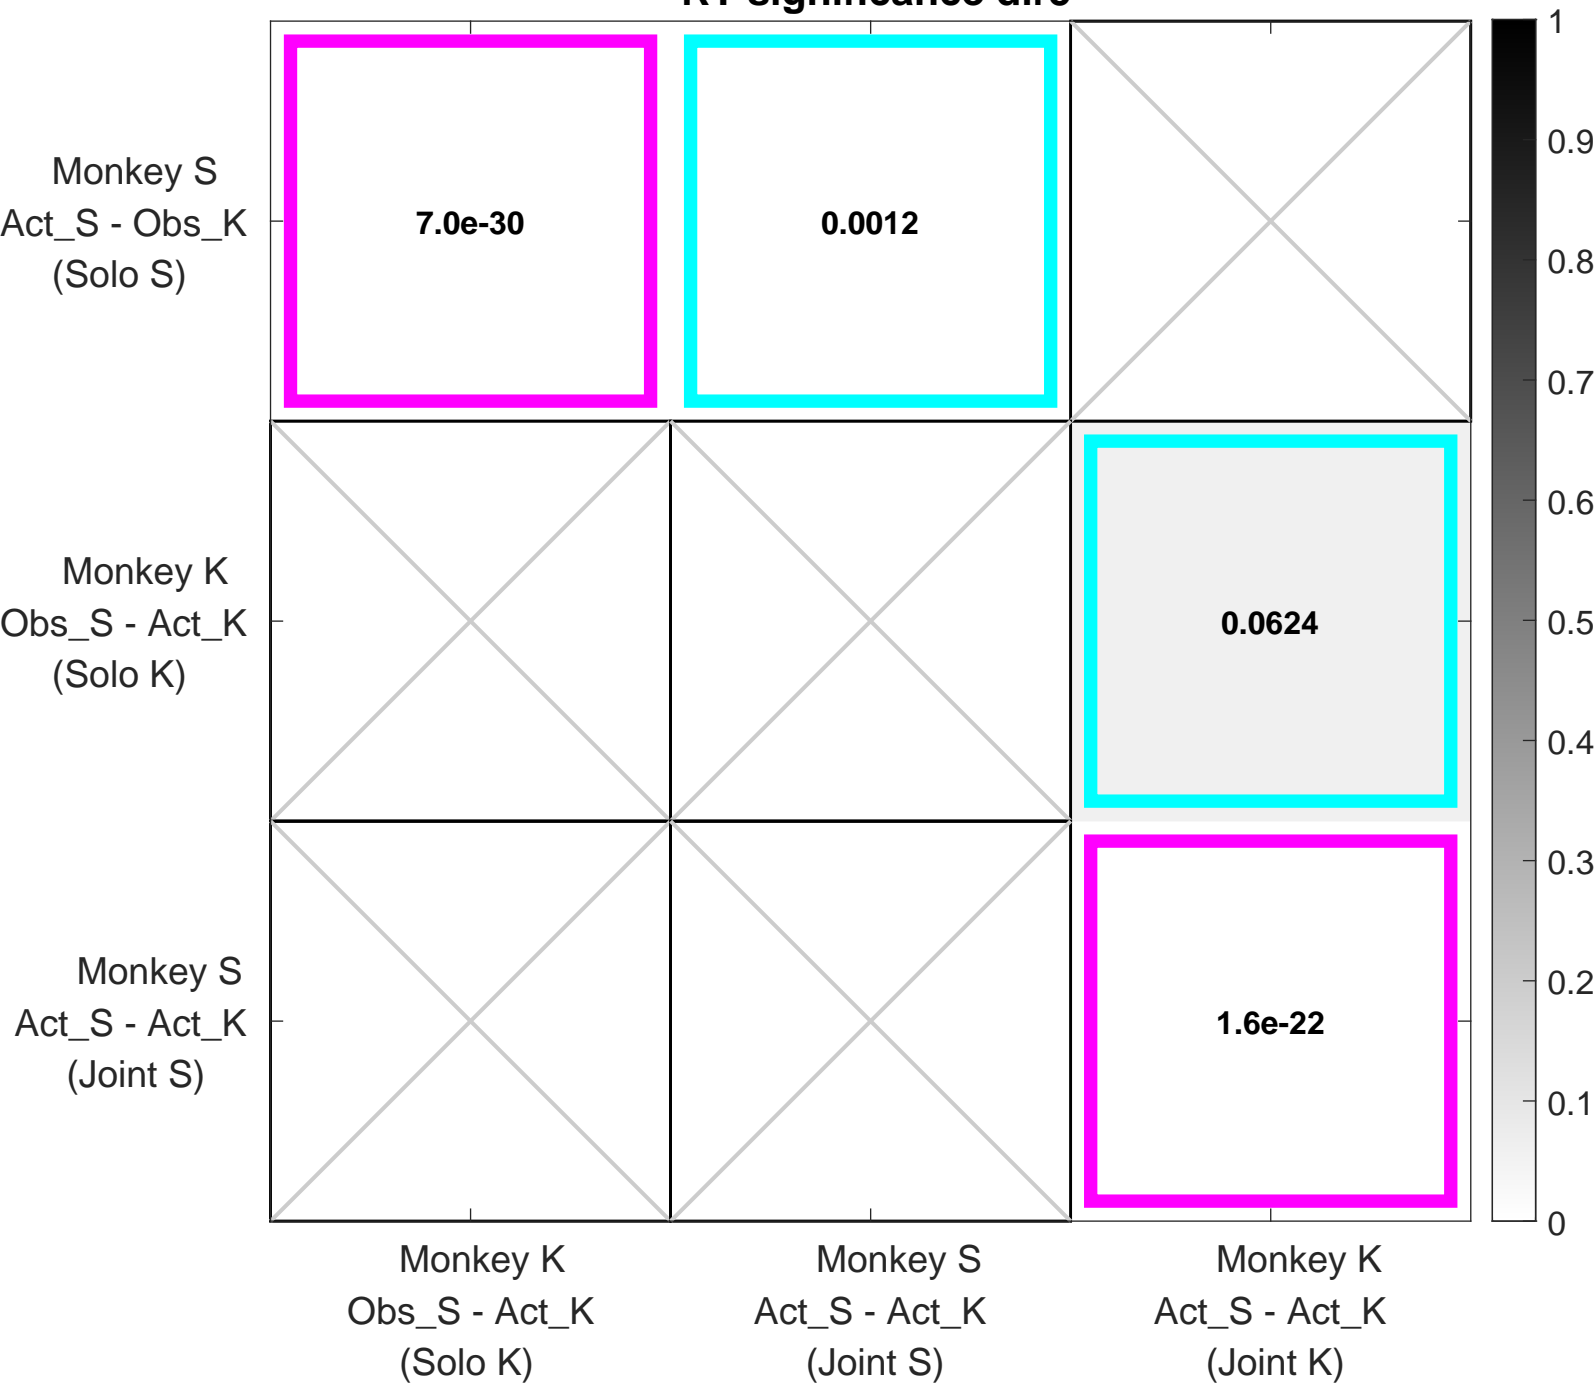 1
0.9
Monkey S
Act_S - Obs_K
(Solo S)
7.0e-30
0.0012
0.8
0.7
0.6
Monkey K
Obs_S - Act_K
(Solo K)
0.0624
0.5
0.4
0.3
Monkey S
Act_S - Act_K
(Joint S)
1.6e-22
0.2
0.1
0
Monkey K
Obs_S - Act_K
(Solo K)
Monkey S
Act_S - Act_K
(Joint S)
Monkey K
Act_S - Act_K
(Joint K)